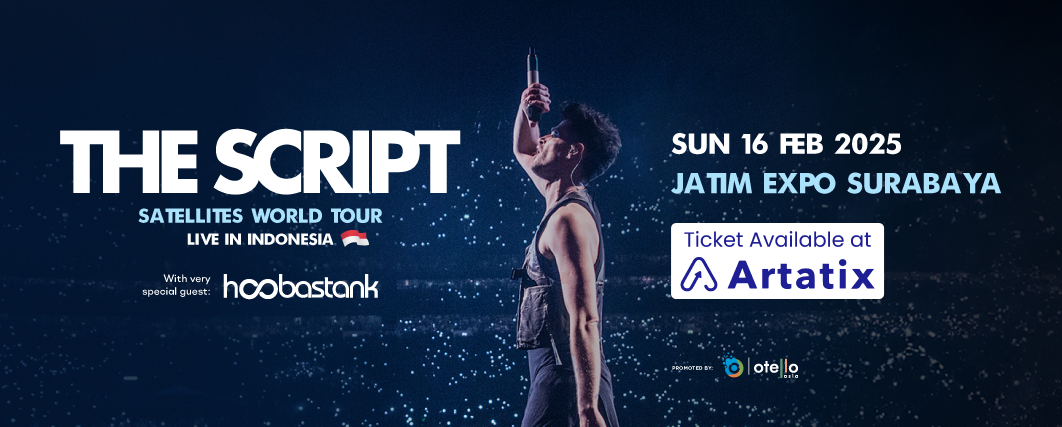 THE SCRIPT
SATELLITES WORLD TOUR
LIVE IN INDONESIA
With very
special guest:
hoobastank
SUN 16 FEB 2025
JATIM EXPO SURABAYA
Ticket Available at
Artatix
PROMOTED BY:
otello
asia